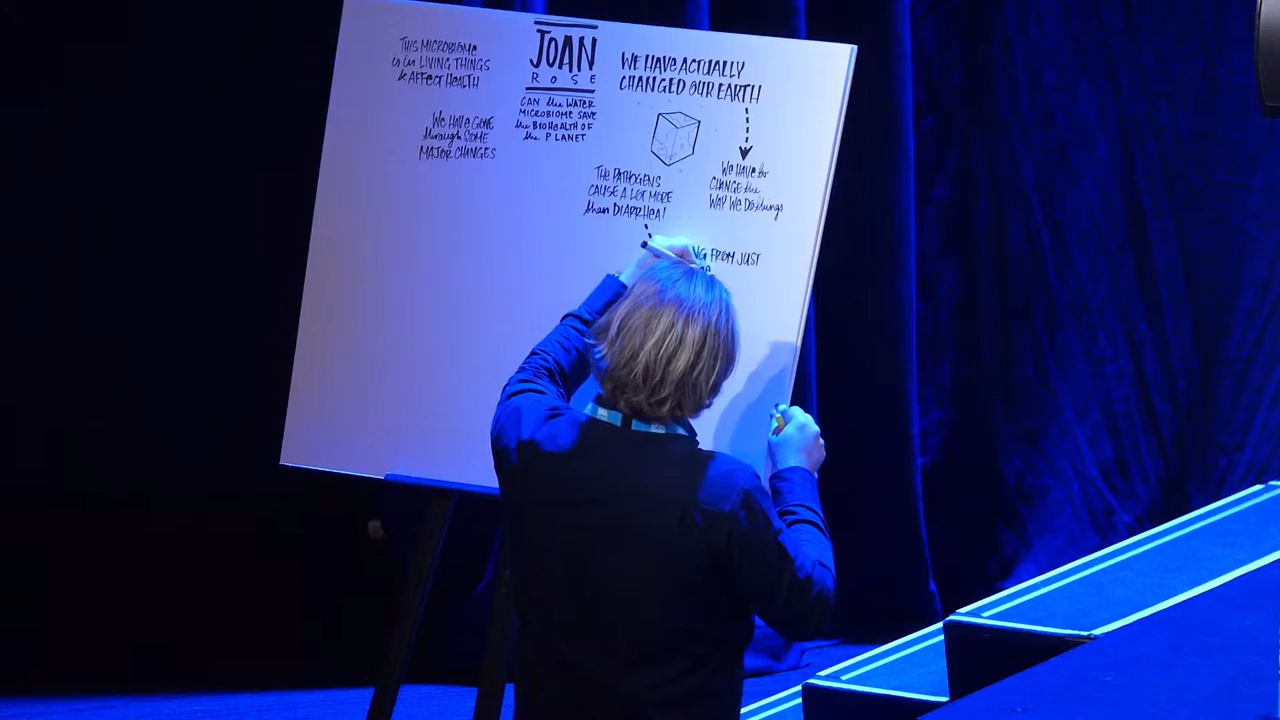 THIS MICROBIOME
is in LIVING THINGS
& AFFECT HEALTH
WE HAVE GONE
through SOME
MAJOR CHANGES
JOAN
ROSE
CAN the WATER
MICROBIOME SAVE
the BIOHEALTH OF
the PLANET
WE HAVE ACTUALLY
CHANGED OUR EARTH
THE PATHOGENS
CAUSE A LOT MORE
than DIARRHEA!
WE HAVE to
CHANGE the
WAY WE DO things
NG FROM JUST